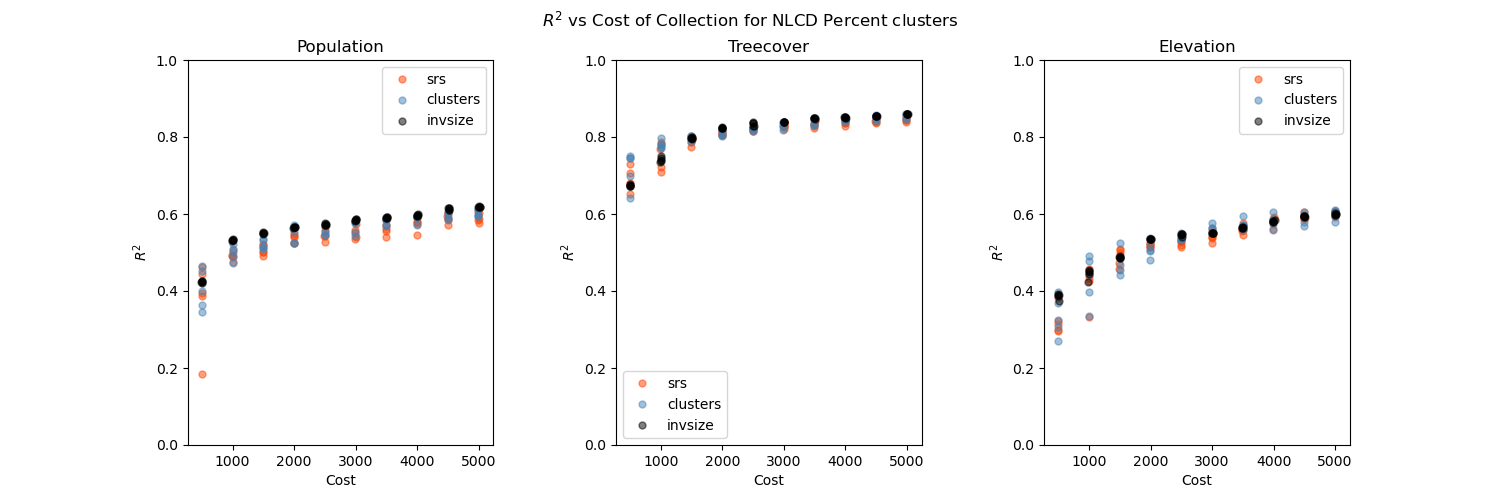 R² vs Cost of Collection for NLCD Percent clusters
Population
1.0
0.8
0.6
0.4
0.2
0.0
R²
1000 2000 3000 4000 5000
Cost
srs
clusters
invsize
Treecover
1.0
0.8
0.6
0.4
0.2
0.0
R²
1000 2000 3000 4000 5000
Cost
srs
clusters
invsize
Elevation
1.0
0.8
0.6
0.4
0.2
0.0
R²
1000 2000 3000 4000 5000
Cost
srs
clusters
invsize